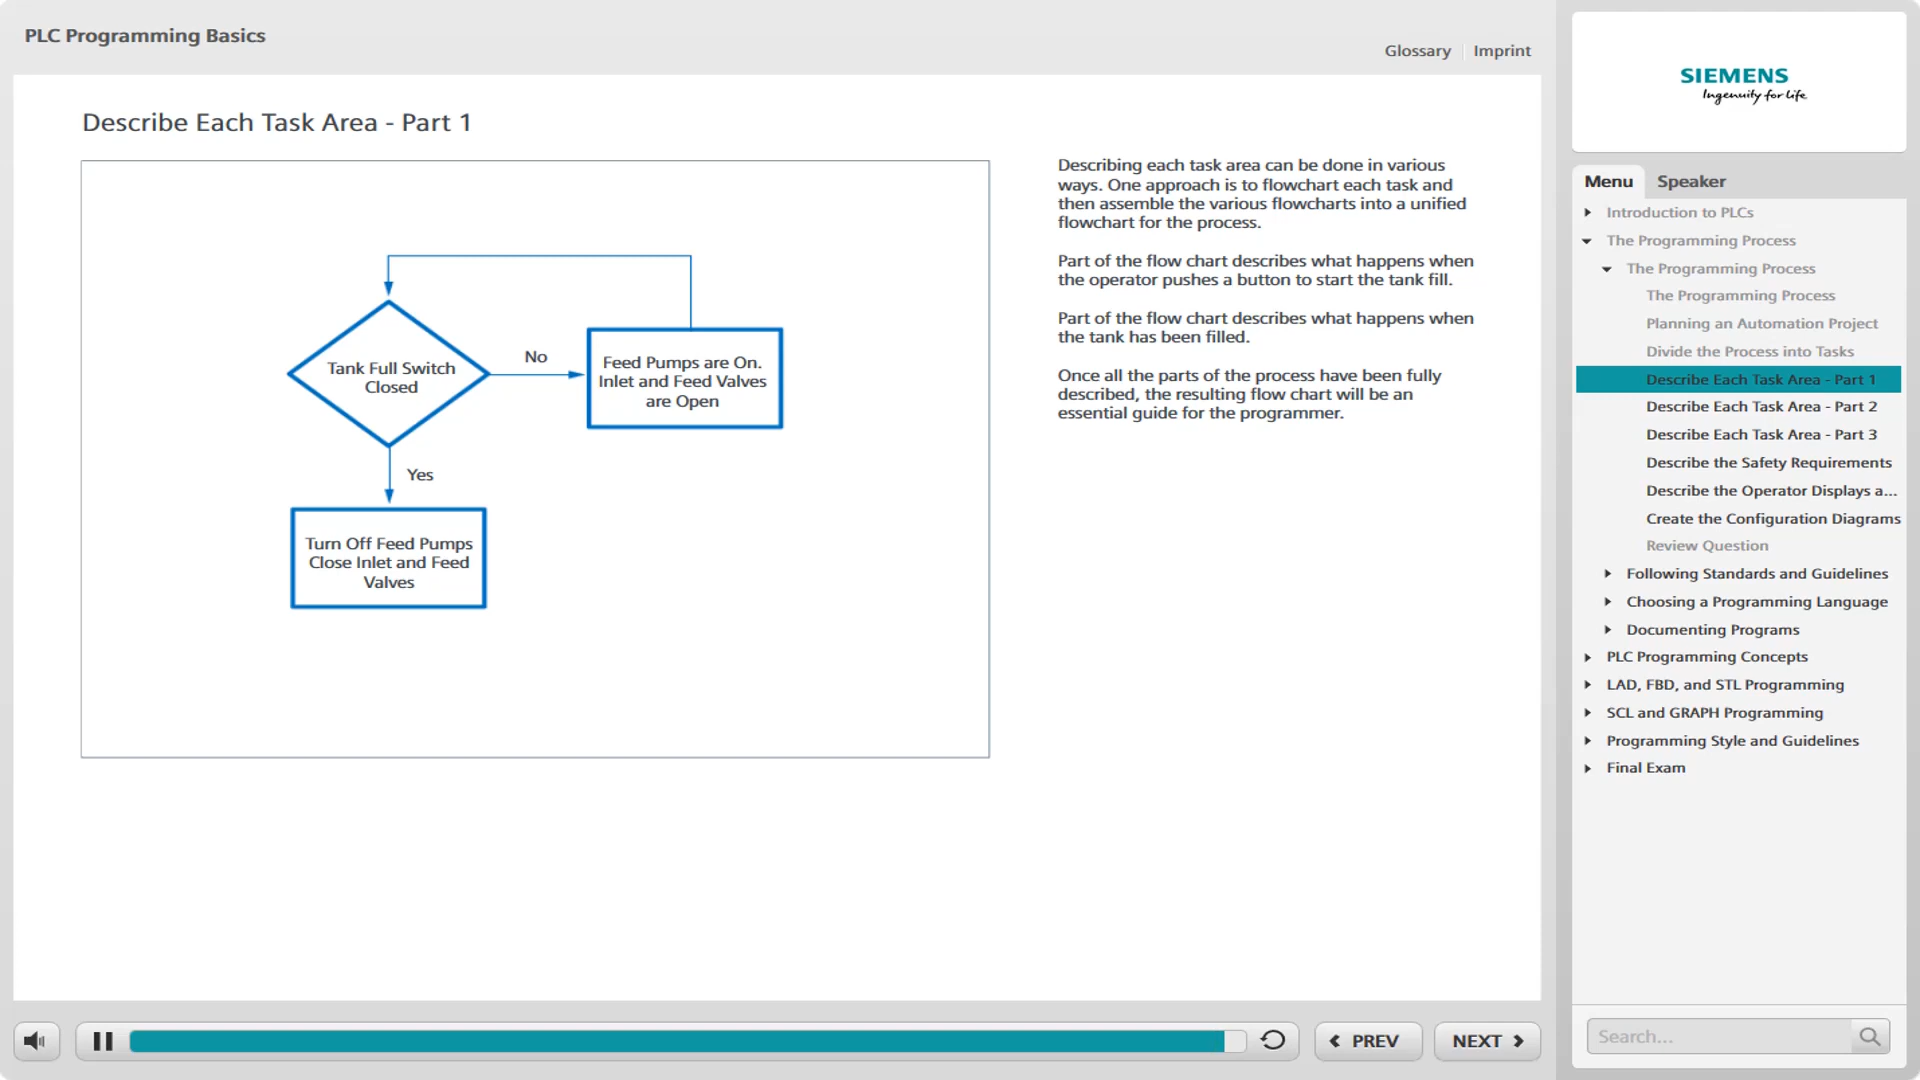 PLC Programming Basics
Glossary
Imprint
SIEMENS
Ingenuity for life
Describe Each Task Area - Part 1
Tank Full Switch
Closed
No
Feed Pumps are On.
Inlet and Feed Valves
are Open
Yes
Turn Off Feed Pumps
Close Inlet and Feed
Valves
Describing each task area can be done in various
ways. One approach is to flowchart each task and
then assemble the various flowcharts into a unified
flowchart for the process.
Part of the flow chart describes what happens when
the operator pushes a button to start the tank fill.
Part of the flow chart describes what happens when
the tank has been filled.
Once all the parts of the process have been fully
described, the resulting flow chart will be an
essential guide for the programmer.
Menu
Speaker
Introduction to PLCs
The Programming Process
The Programming Process
The Programming Process
Planning an Automation Project
Divide the Process into Tasks
Describe Each Task Area - Part 1
Describe Each Task Area - Part 2
Describe Each Task Area - Part 3
Describe the Safety Requirements
Describe the Operator Displays a...
Create the Configuration Diagrams
Review Question
Following Standards and Guidelines
Choosing a Programming Language
Documenting Programs
PLC Programming Concepts
LAD, FBD, and STL Programming
SCL and GRAPH Programming
Programming Style and Guidelines
Final Exam
Search...
PREV
NEXT